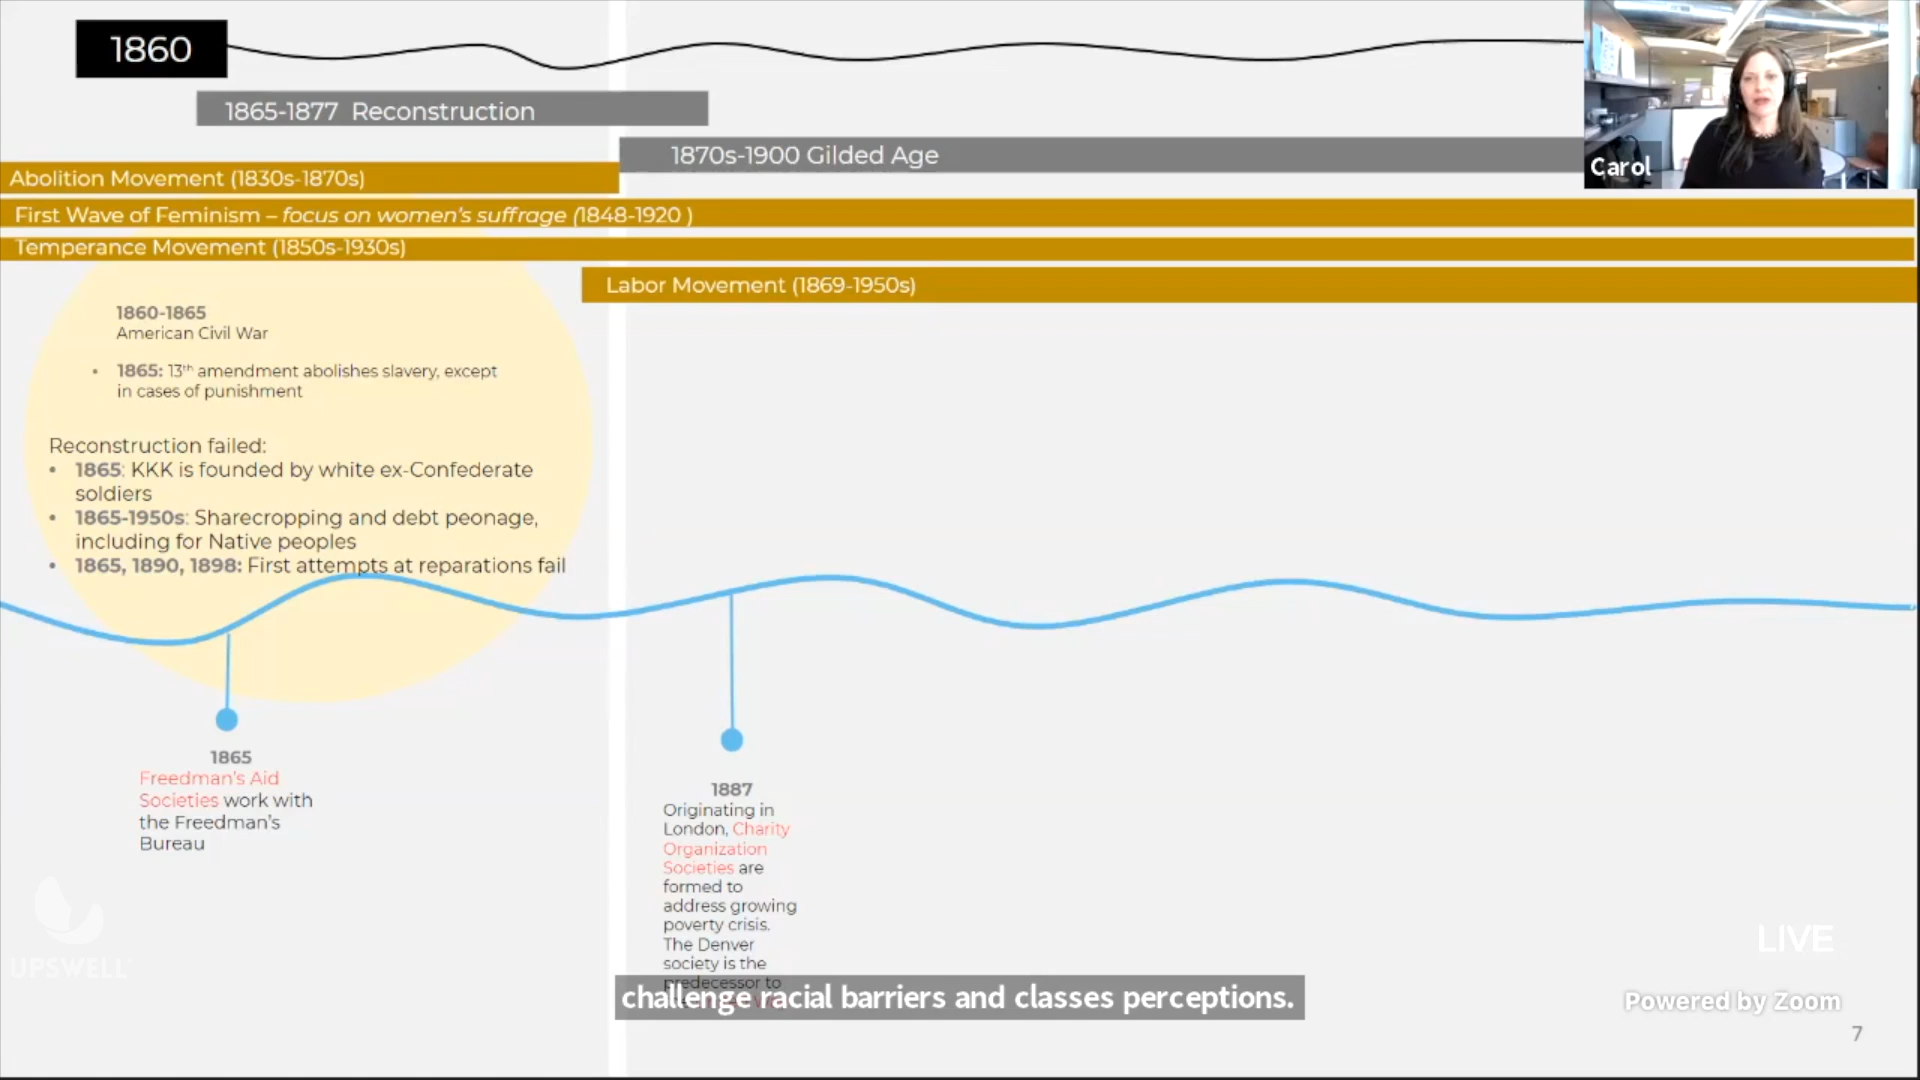 1860
1865-1877 Reconstruction
1870s-1900 Gilded Age
Carol
Abolition Movement (1830s-1870s)
First Wave of Feminism – focus on women's suffrage (1848-1920 )
Temperance Movement (1850s-1930s)
Labor Movement (1869-1950s)
1860-1865
American Civil War
• 1865: 13th amendment abolishes slavery, except
in cases of punishment
Reconstruction failed:
• 1865: KKK is founded by white ex-Confederate
soldiers
• 1865-1950s: Sharecropping and debt peonage,
including for Native peoples
• 1865, 1890, 1898: First attempts at reparations fail
1865
Freedman's Aid
Societies work with
the Freedman's
Bureau
1887
Originating in
London, Charity
Organization
Societies are
formed to
address growing
poverty crisis.
The Denver
society is the
predecessor to
challenge racial barriers and classes perceptions.
UPSWELL
LIVE
Powered by Zoom
7